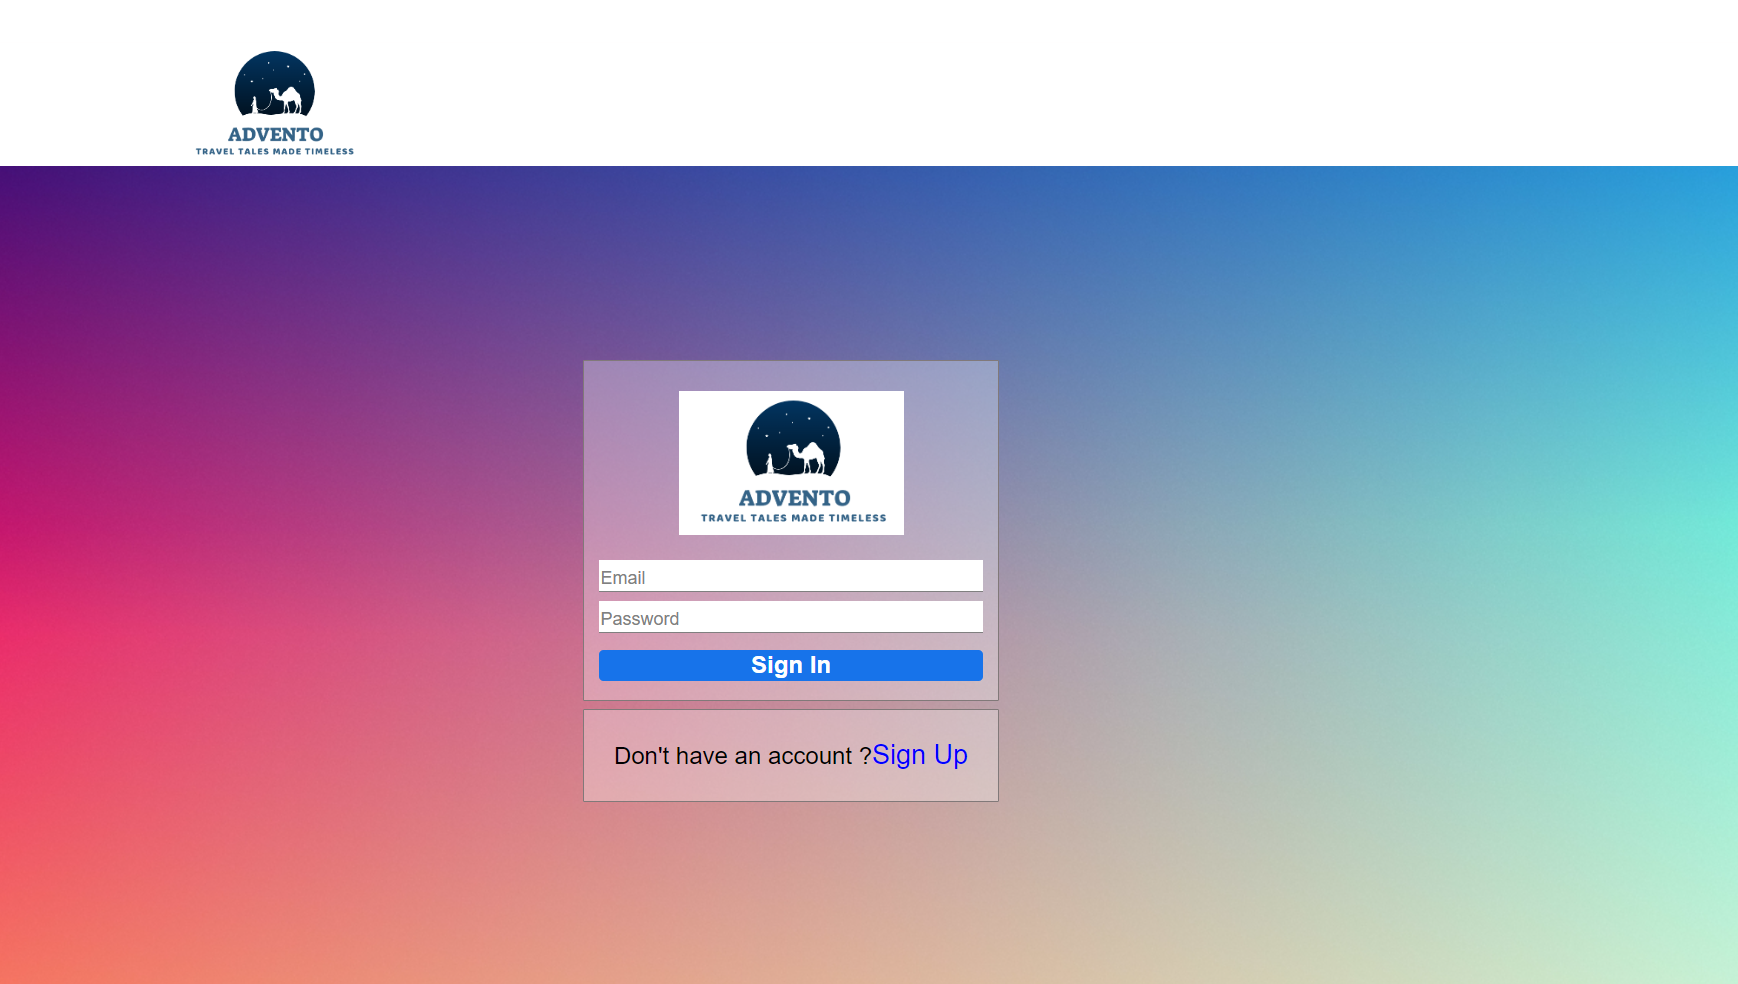 ADVENTO
TRAVEL TALES MADE TIMELESS
ADVENTO
TRAVEL TALES MADE TIMELESS
Email
Password
Sign In
Don't have an account ?Sign Up